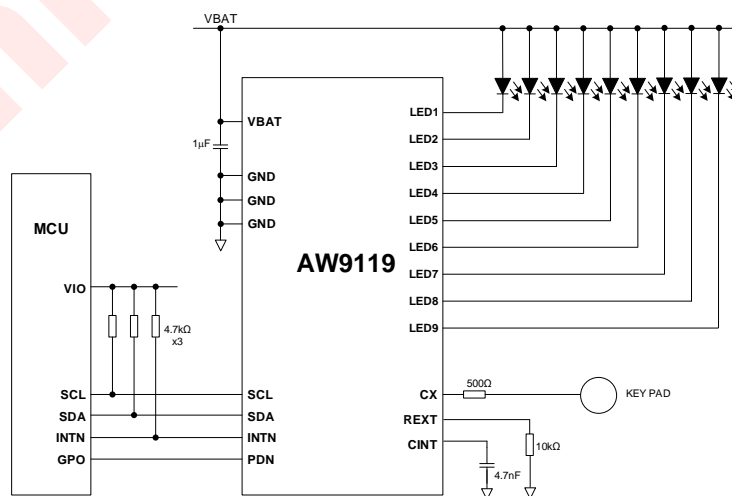 VBAT
LED1
VBAT
LED2
1μF
LED3
GND
LED4
GND
MCU
LED5
GND
LED6
AW9119
LED7
VIO
LED8
4.7kΩ
x3
LED9
500Ω
SCL
SCL
CX
KEY PAD
SDA
SDA
REXT
INTN
INTN
CINT
10kΩ
GPO
PDN
4.7nF